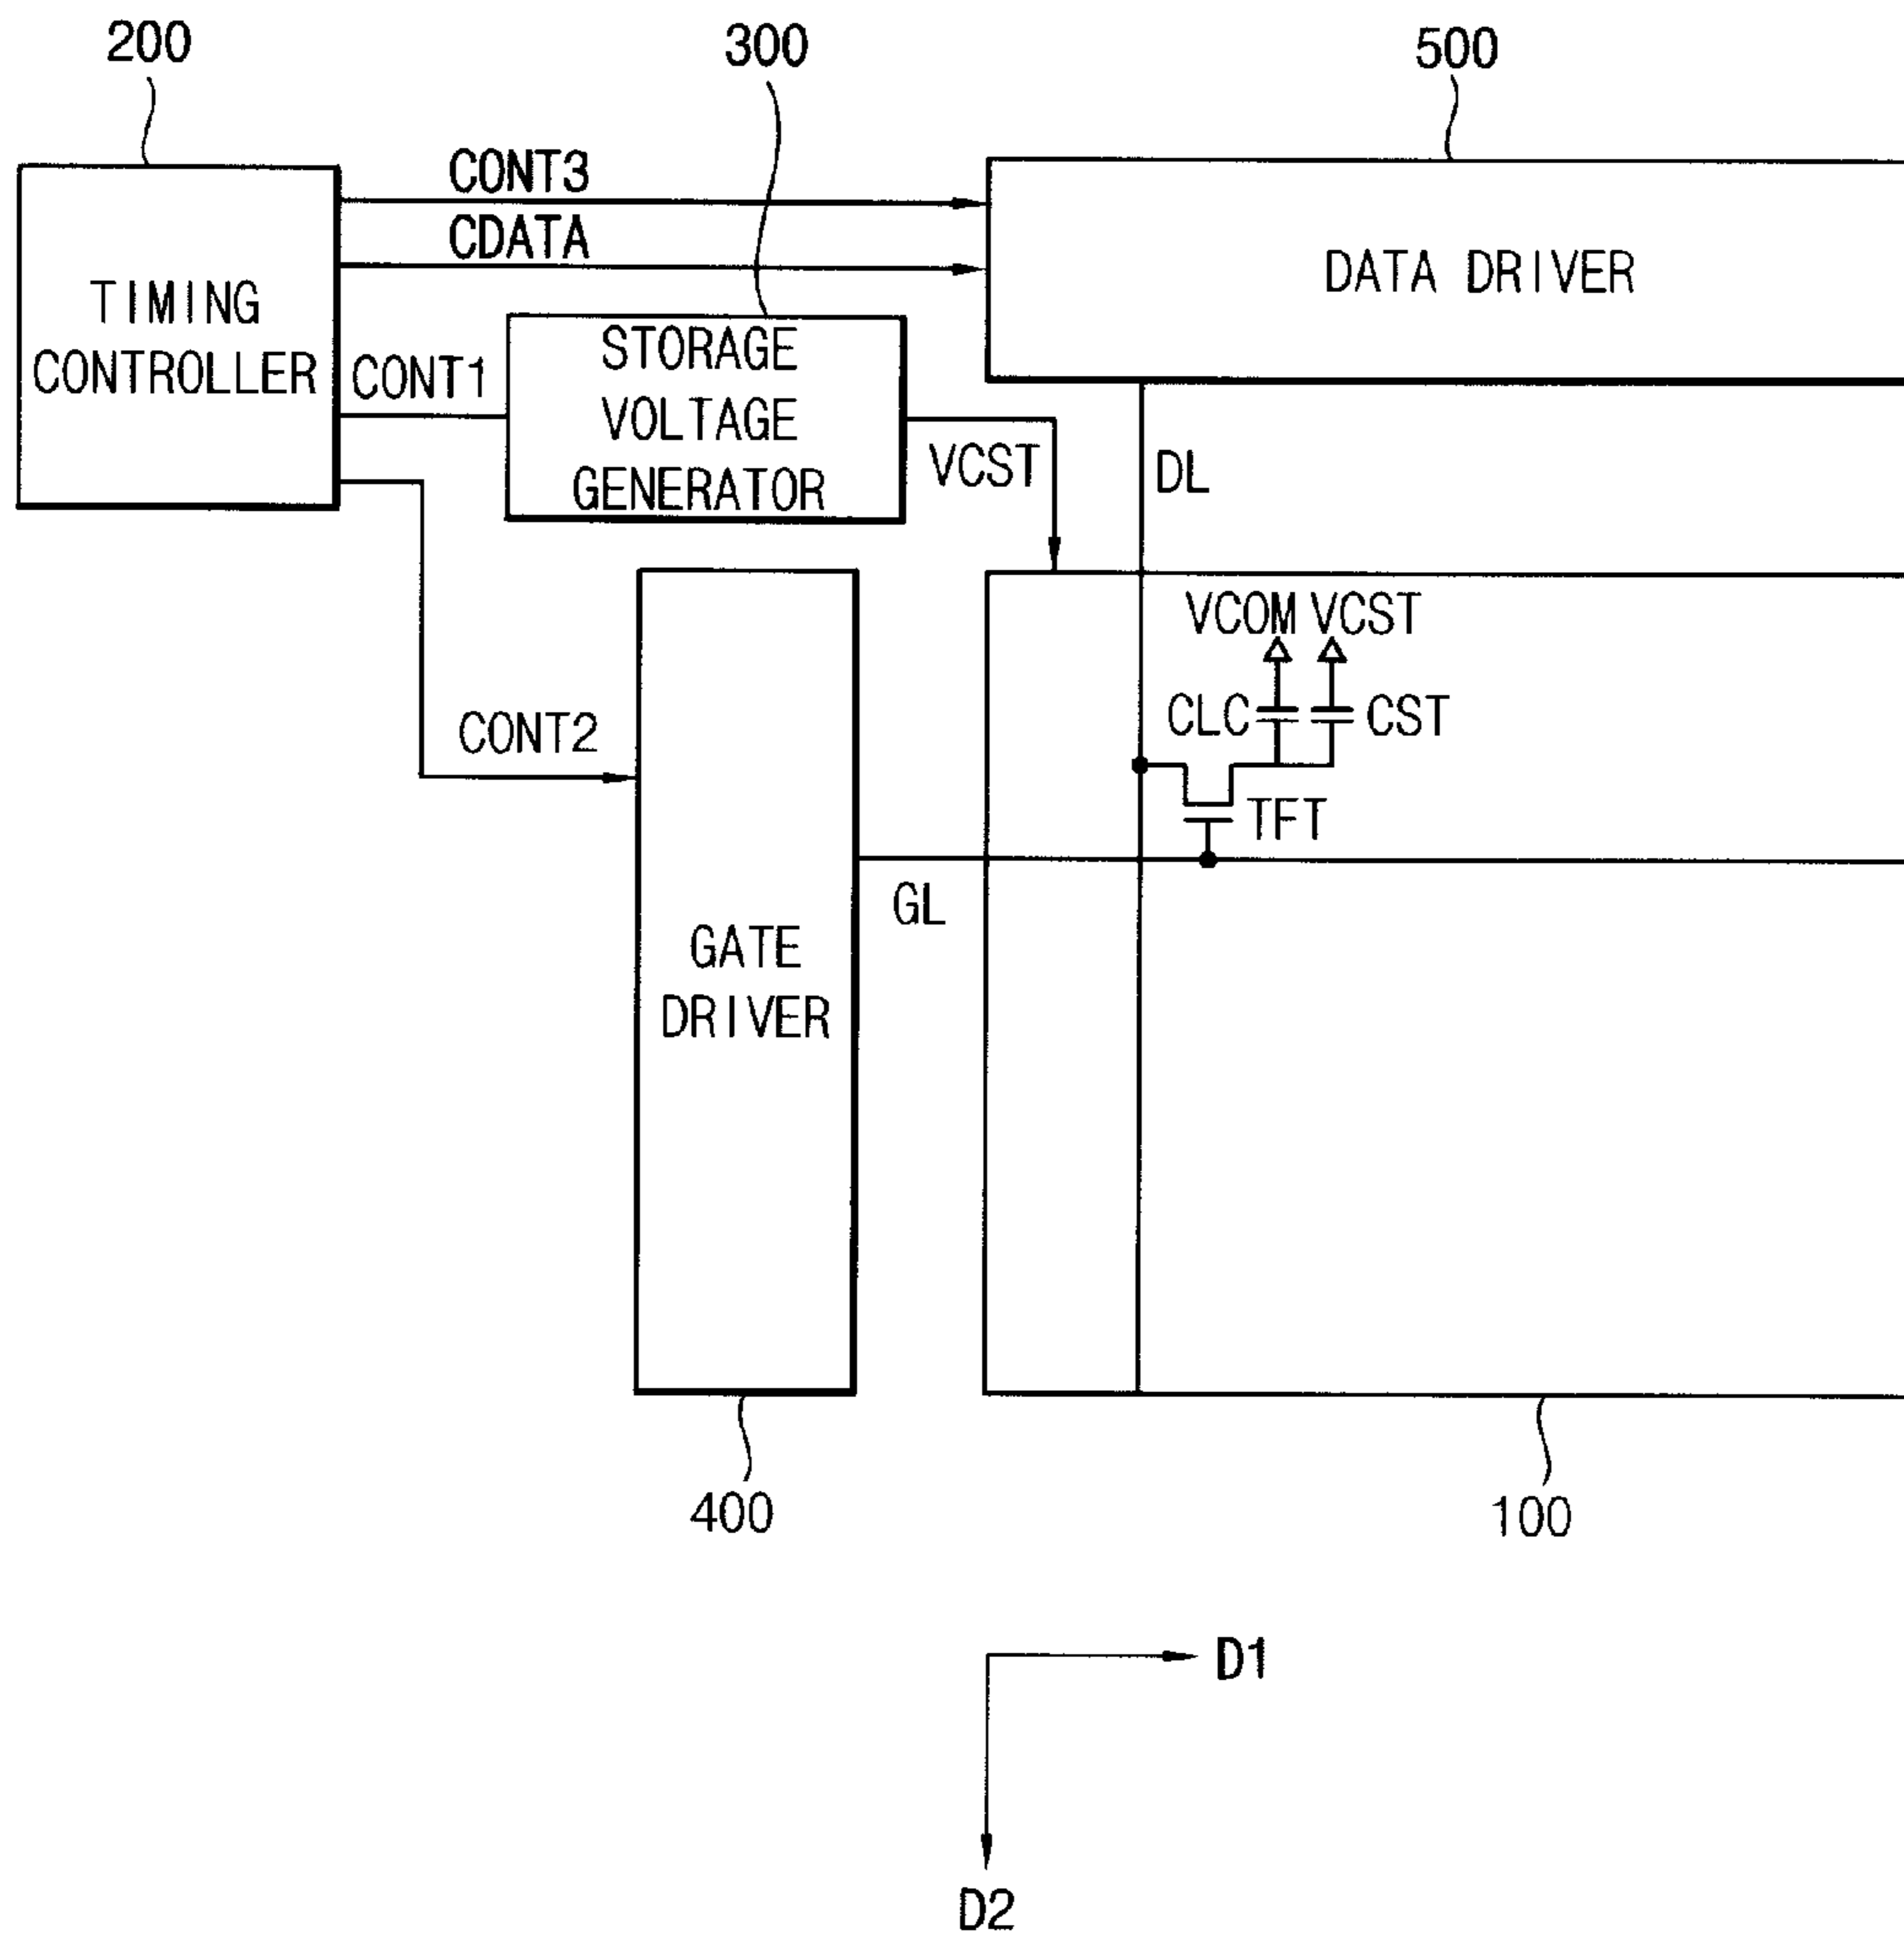 200
300
500
CONT3
CDATA
TIMING
CONTROLLER
CONT1
STORAGE
VOLTAGE
GENERATOR
DATA DRIVER
VCST
DL
VCOM VCST
CLC
CST
CONT2
TFT
GL
GATE
DRIVER
400
100
D1
D2